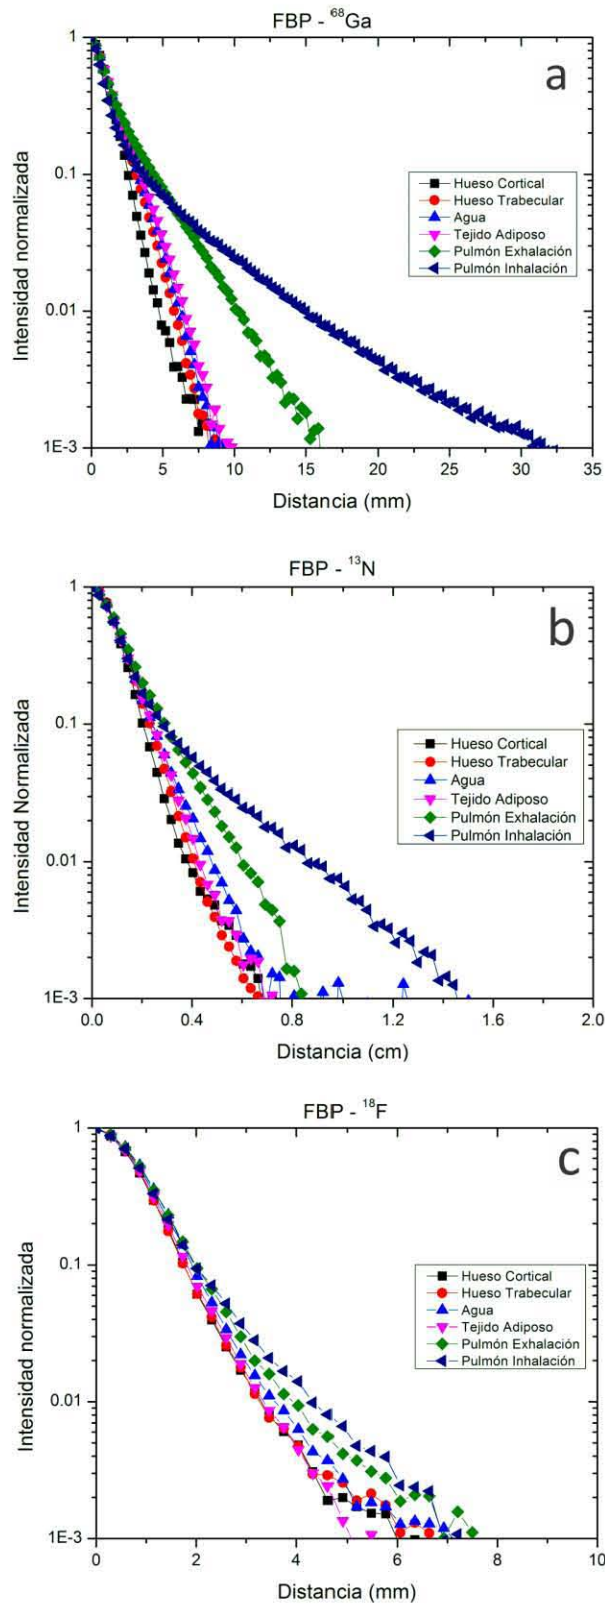 FBP - ⁶⁸Ga
a
1
0.1
0.01
1E-3
Intensidad normalizada
Hueso Cortical
Hueso Trabecular
Agua
Tejido Adiposo
Pulmón Exhalación
Pulmón Inhalación
0 5 10 15 20 25 30 35
Distancia (mm)
FBP - ¹³N
b
1
0.1
0.01
1E-3
Intensidad Normalizada
Hueso Cortical
Hueso Trabecular
Agua
Tejido Adiposo
Pulmón Exhalación
Pulmón Inhalación
0.0 0.4 0.8 1.2 1.6 2.0
Distancia (cm)
FBP - ¹⁸F
c
1
0.1
0.01
1E-3
Intensidad normalizada
Hueso Cortical
Hueso Trabecular
Agua
Tejido Adiposo
Pulmón Exhalación
Pulmón Inhalación
0 2 4 6 8 10
Distancia (mm)